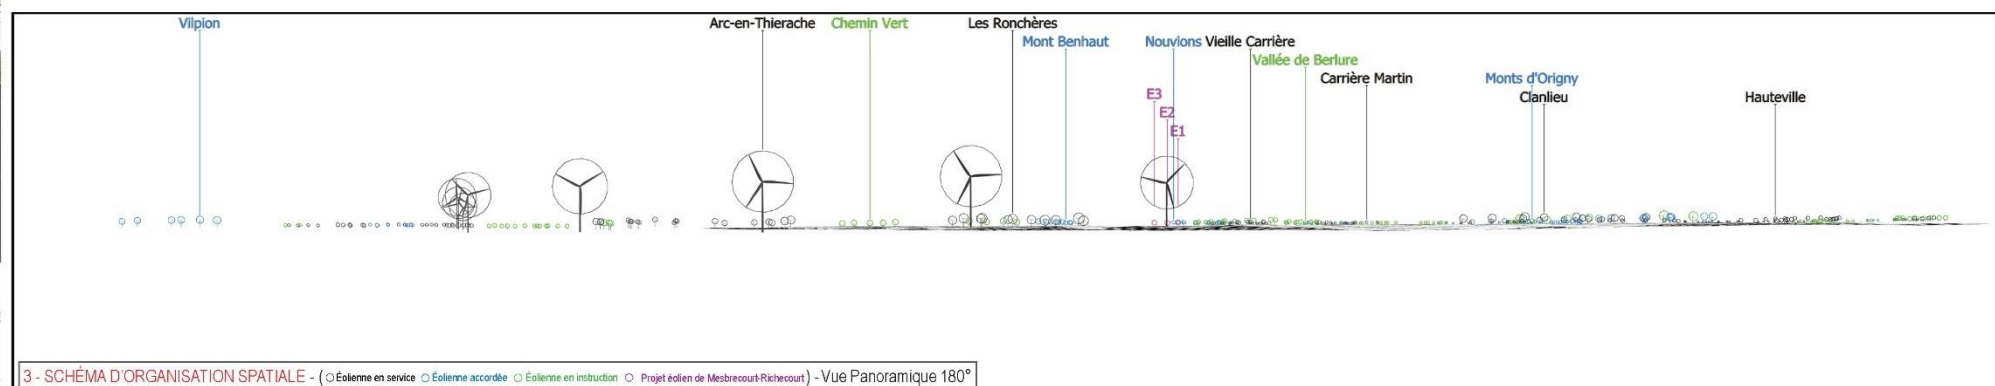 Vilpion
Arc-en-Thierache
Chemin Vert
Les Ronchères
Mont Benhaut
Nouvions
Vieille Carrière
Vallée de Berlure
Carrière Martin
Monts d'Origny
Clanlieu
Hauteville
E3
E2
E1
3 - SCHÉMA D'ORGANISATION SPATIALE - ( Éolienne en service Éolienne accordée Éolienne en instruction Projet éolien de Mesbrecourt-Richecourt ) - Vue Panoramique 180°